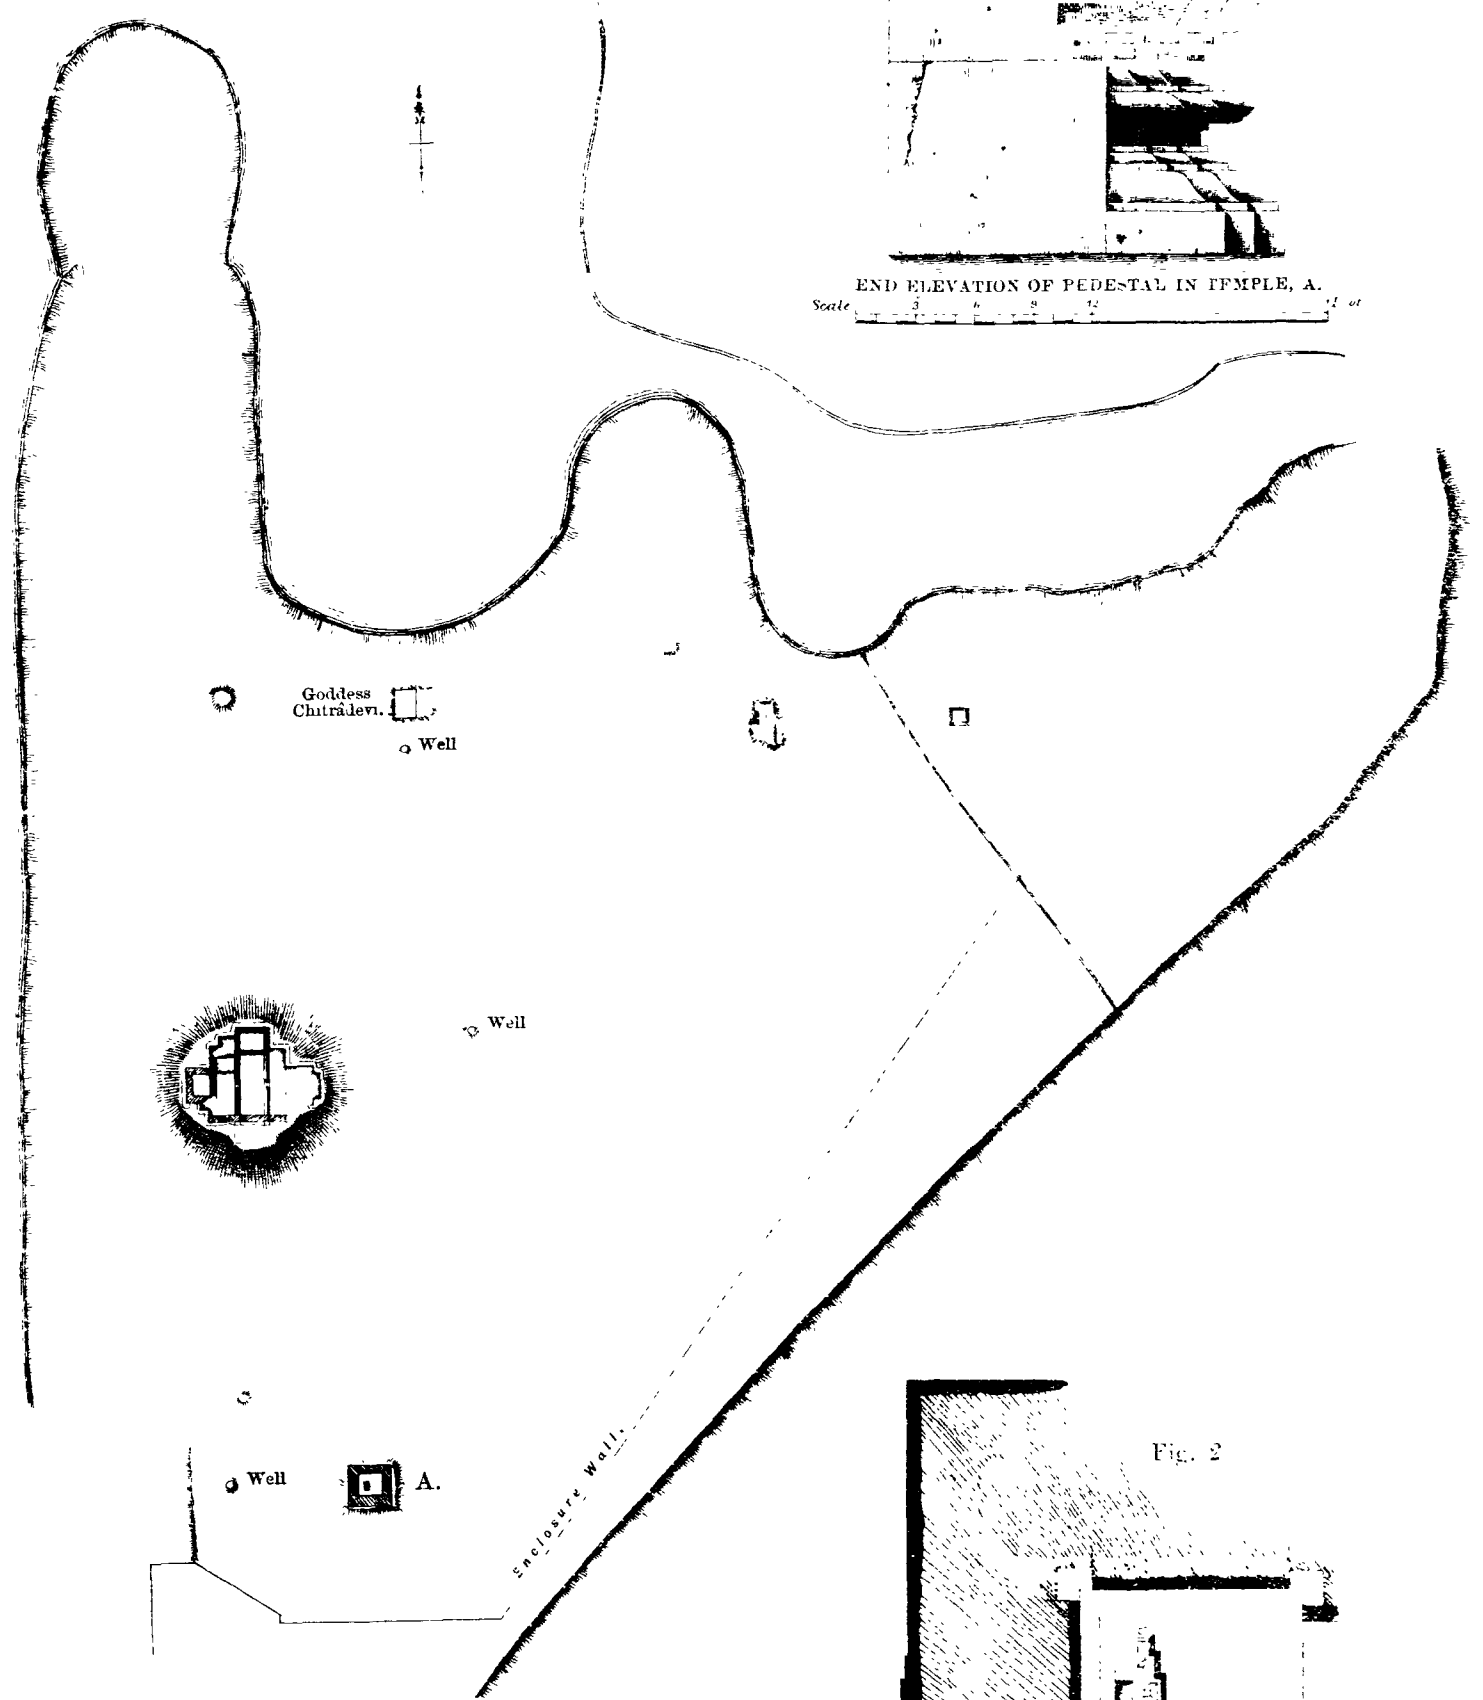 END ELEVATION OF PEDESTAL IN TEMPLE, A.
Scale 3 6 9 12
Goddess
Chitrâdevi.
Well
Well
Well
A.
Enclosure Wall.
Fig. 2